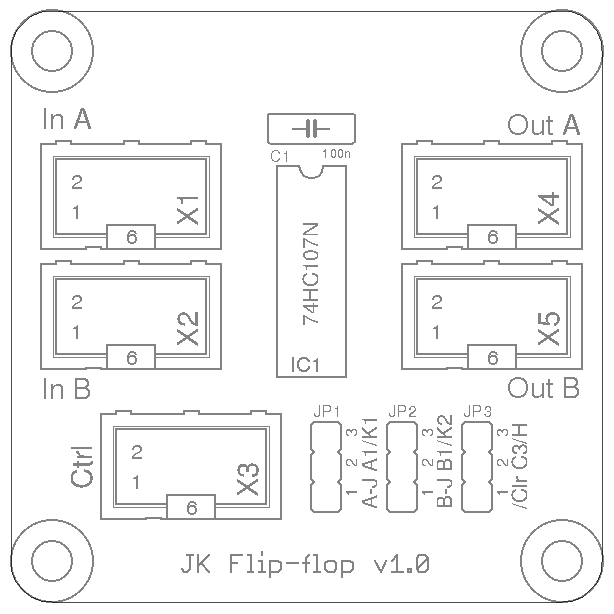 In A
Out A
C1 100n
2
1
6
X1
74HC107N
IC1
2
1
6
X4
2
1
6
X2
2
1
6
X5
In B
Out B
Ctrl
2
1
6
X3
JP1
1 2 3
A-J A1/K1
JP2
1 2 3
B-J B1/K2
JP3
1 2 3
/Clr C3/H
JK Flip-flop v1.0